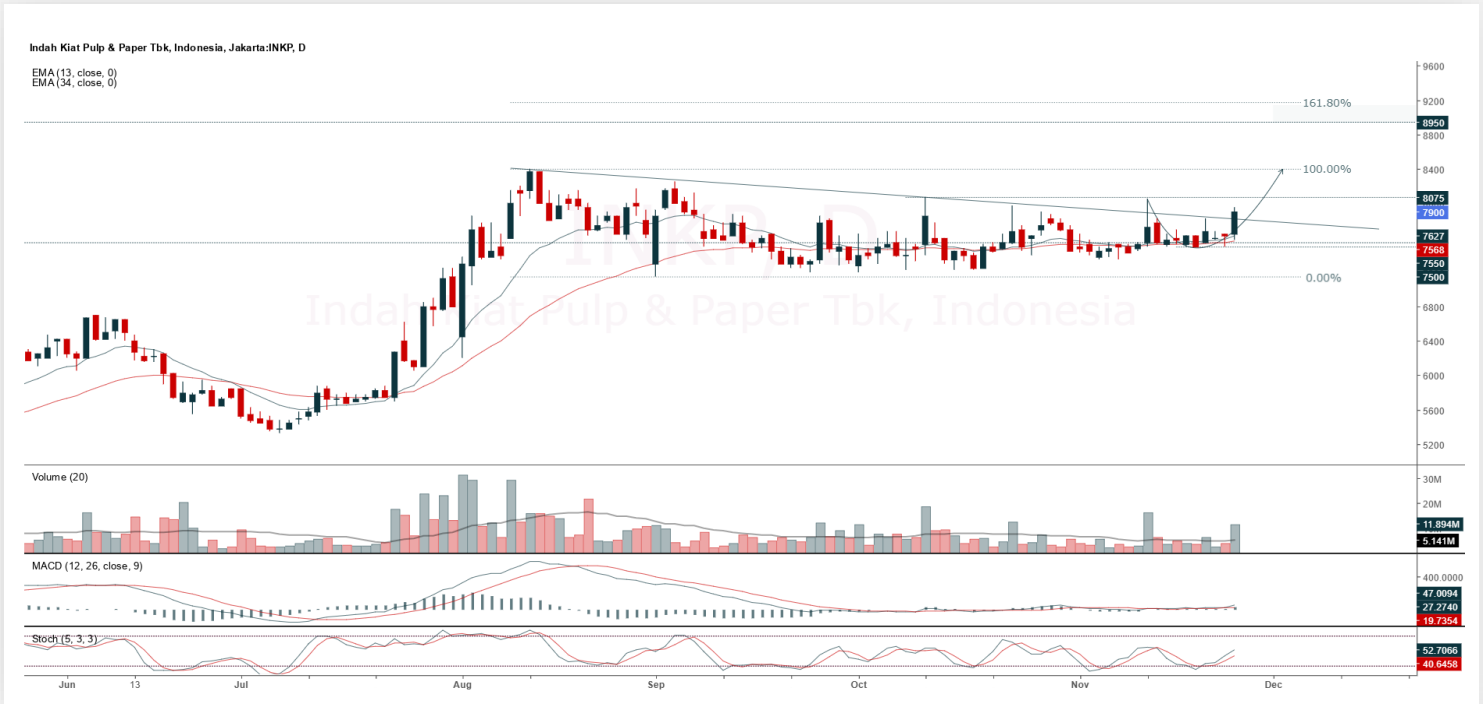 Indah Kiat Pulp & Paper Tbk, Indonesia, Jakarta:INKP, D
EMA (13, close, 0)
EMA (34, close, 0)
INKP, D
Indah Kiat Pulp & Paper Tbk, Indonesia
161.80%
100.00%
0.00%
9600
9200
8950
8800
8400
8075
7900
7627
7568
7550
7500
6800
6400
6000
5600
5200
Volume (20)
30M
20M
11.894M
5.141M
MACD (12, 26, close, 9)
400.0000
47.0094
27.2740
19.7354
Stoch (5, 3, 3)
52.7066
40.6458
Jun 13 Jul Aug Sep Oct Nov Dec